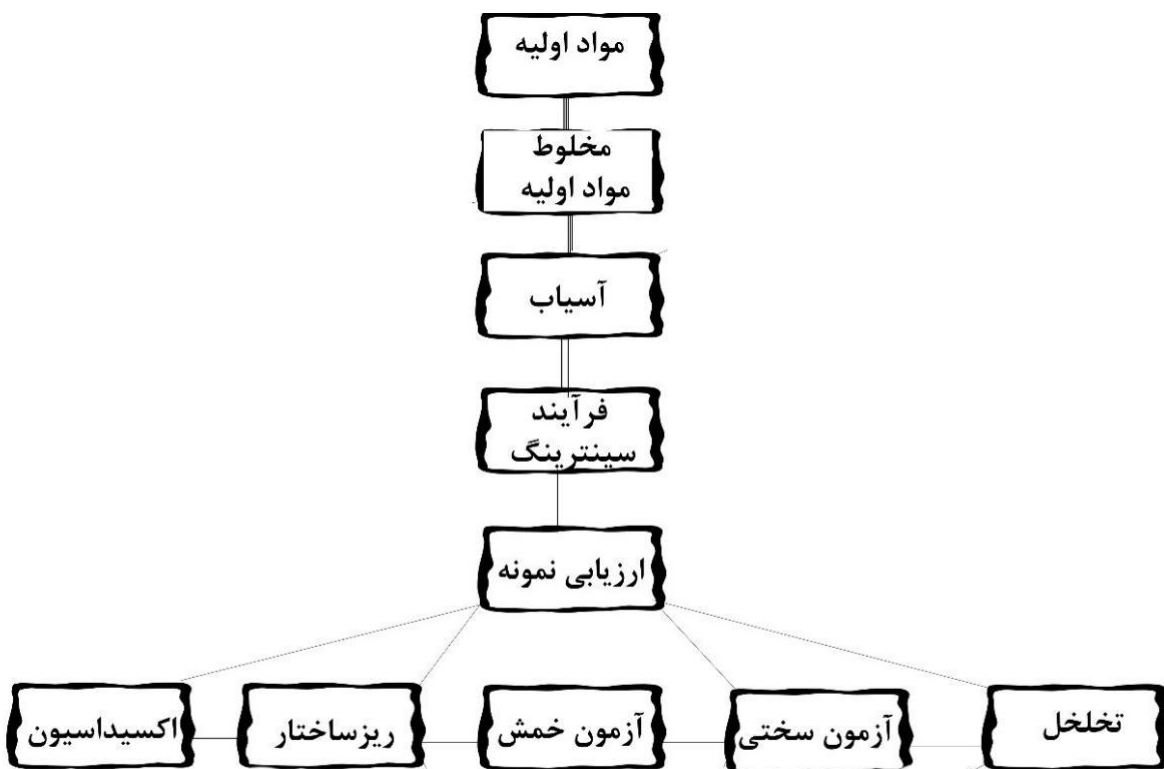 مواد اولیه
مخلوط
مواد اولیه
آسیاب
فرآیند
سینترینگ
ارزیابی نمونه
تخلخل
آزمون سختی
آزمون خمش
ریزساختار
اکسیداسیون